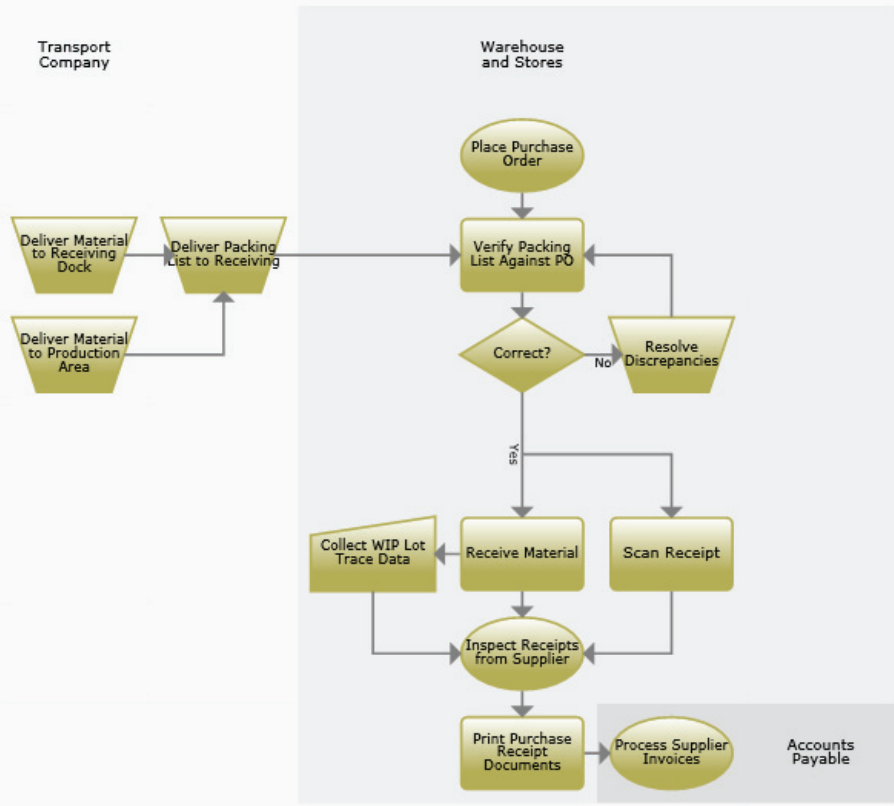 Transport
Company
Warehouse
and Stores
Place Purchase
Order
Deliver Material
to Receiving
Dock
Deliver Packing
List to Receiving
Verify Packing
List Against PO
Deliver Material
to Production
Area
Correct?
No
Resolve
Discrepancies
Yes
Collect WIP Lot
Trace Data
Receive Material
Scan Receipt
Inspect Receipts
from Supplier
Print Purchase
Receipt
Documents
Process Supplier
Invoices
Accounts
Payable